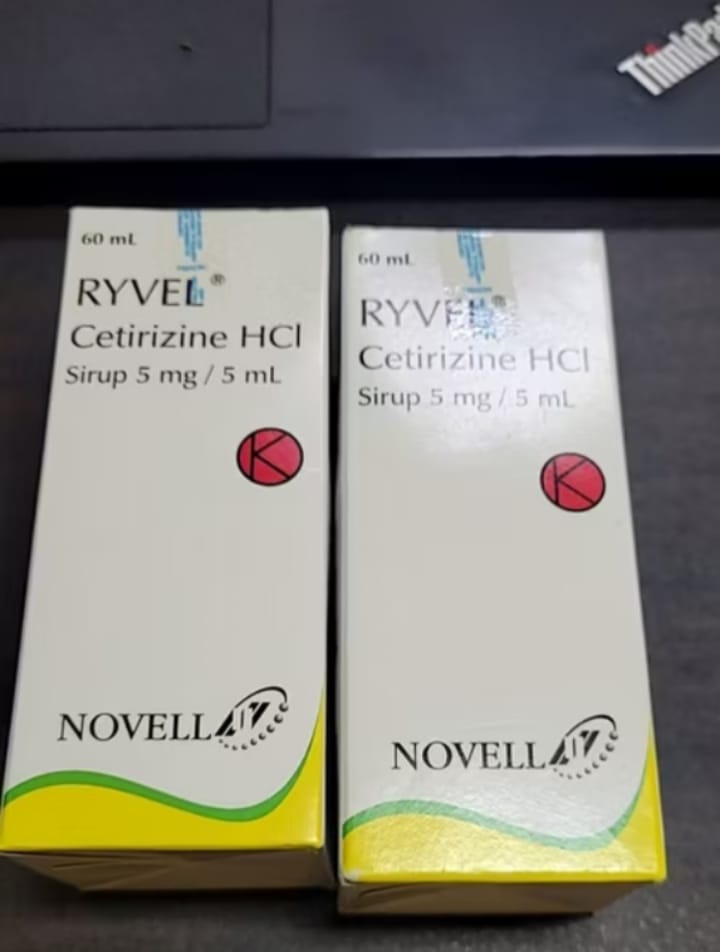 ThinkPa
60 mL
RYVEL®
Cetirizine HCl
Sirup 5 mg / 5 mL
K
NOVELL
60 mL
RYVEL®
Cetirizine HCl
Sirup 5 mg / 5 mL
K
NOVELL